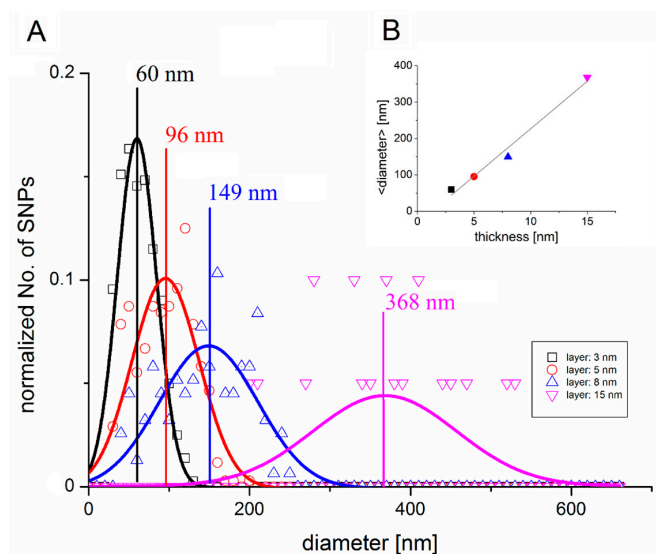 A
B
60 nm
96 nm
149 nm
368 nm
0.2
0.1
0
normalized No. of SNPs
0
200
400
600
diameter [nm]
400
300
200
100
0
<diameter> [nm]
0
5
10
15
thickness [nm]
layer: 3 nm
layer: 5 nm
layer: 8 nm
layer: 15 nm